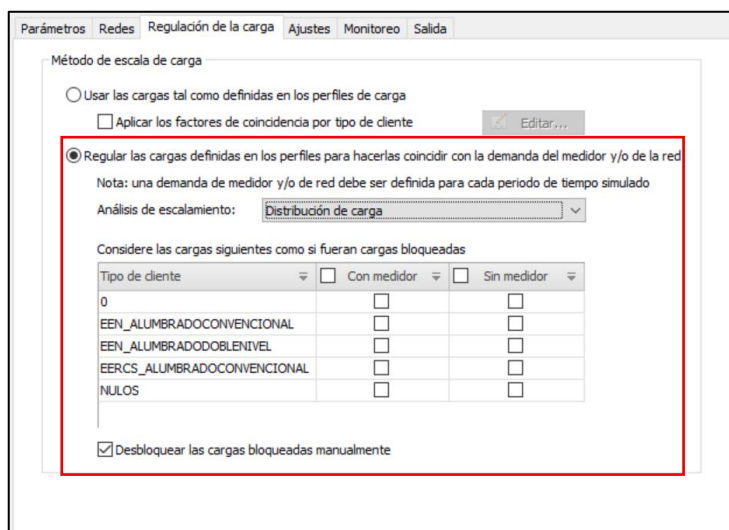 Parámetros Redes Regulación de la carga Ajustes Monitoreo Salida
Método de escala de carga
Usar las cargas tal como definidas en los perfiles de carga
Aplicar los factores de coincidencia por tipo de cliente Editar...
Regular las cargas definidas en los perfiles para hacerlas coincidir con la demanda del medidor y/o de la red
Nota: una demanda de medidor y/o de red debe ser definida para cada periodo de tiempo simulado
Análisis de escalamiento: Distribución de carga
Considere las cargas siguientes como si fueran cargas bloqueadas
Tipo de cliente Con medidor Sin medidor
0
EEN_ALUMBRADOCONVENCIONAL
EEN_ALUMBRADODOBLENIVEL
EERCS_ALUMBRADOCONVENCIONAL
NULOS
Desbloquear las cargas bloqueadas manualmente